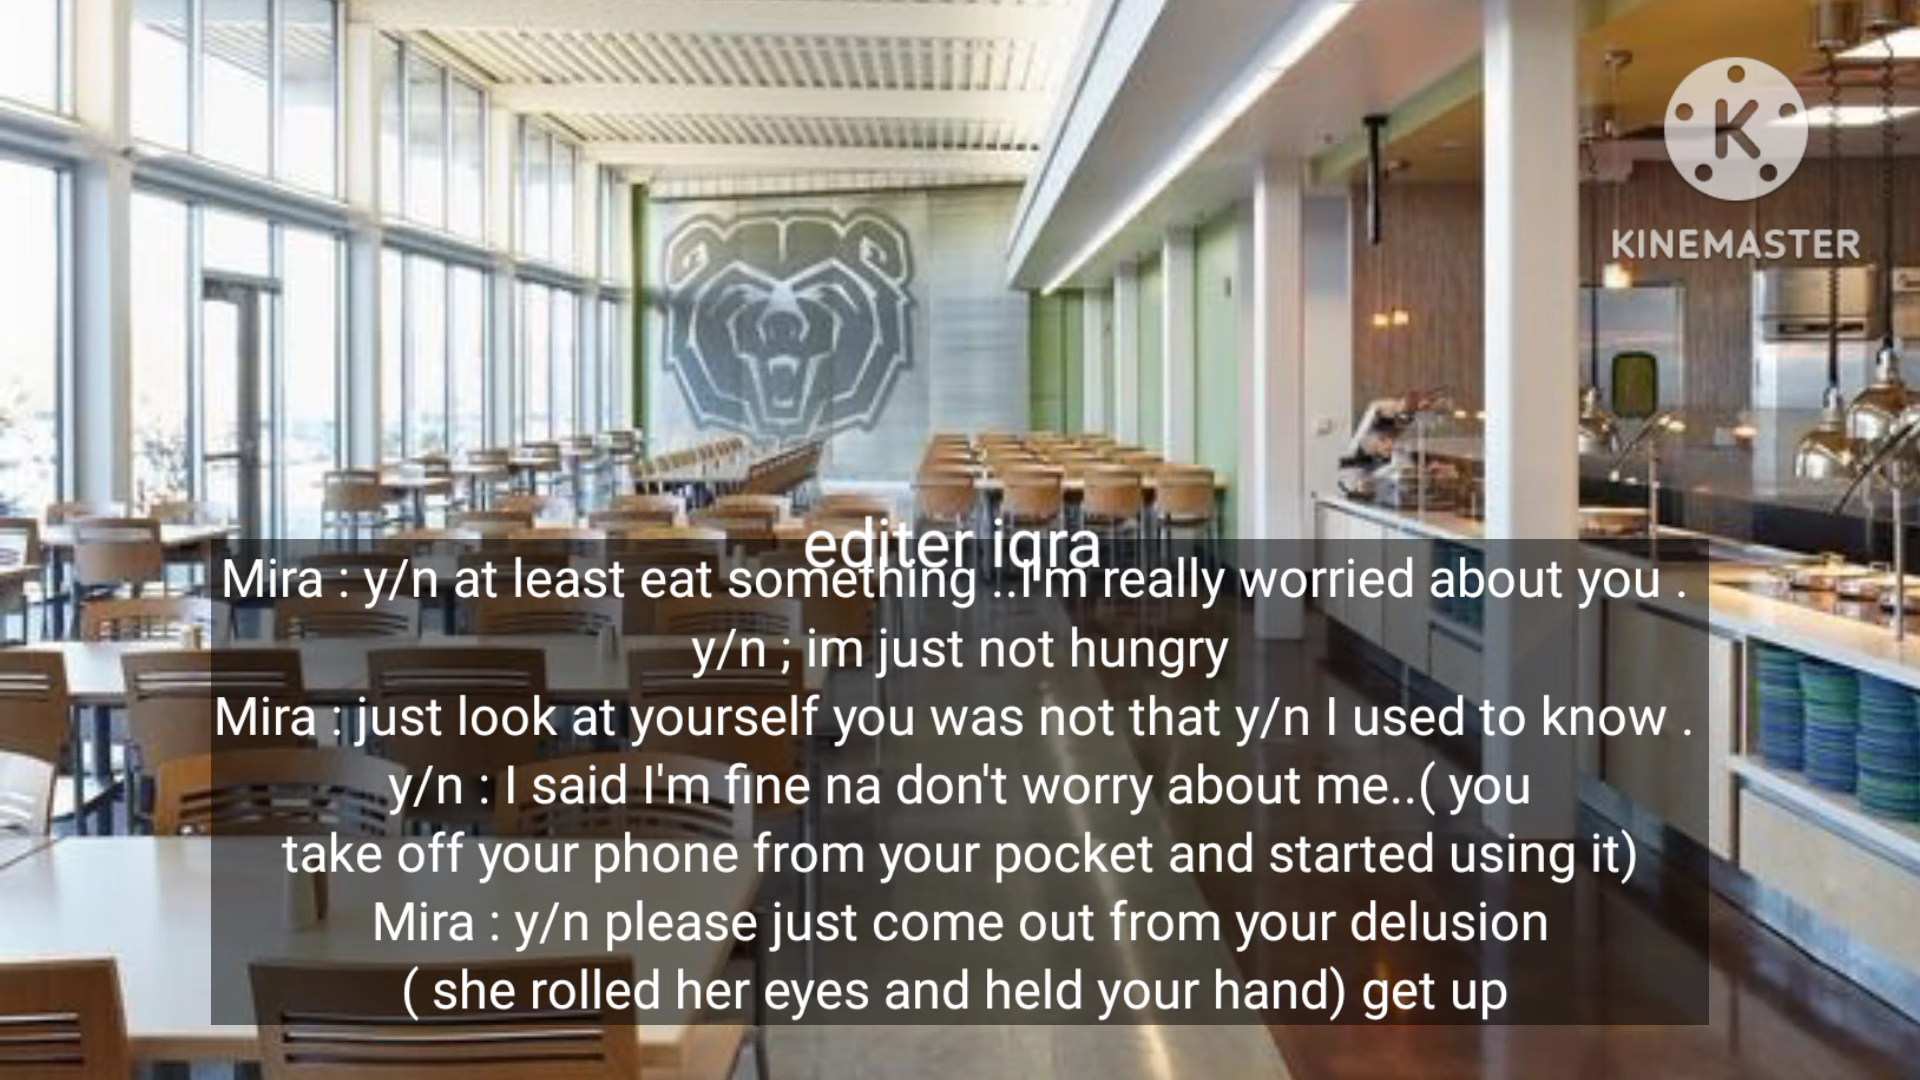 K
KINEMASTER
editer iqra
Mira : y/n at least eat something ..I'm really worried about you .
y/n ; im just not hungry
Mira : just look at yourself you was not that y/n I used to know .
y/n : I said I'm fine na don't worry about me..( you
take off your phone from your pocket and started using it)
Mira : y/n please just come out from your delusion
( she rolled her eyes and held your hand) get up